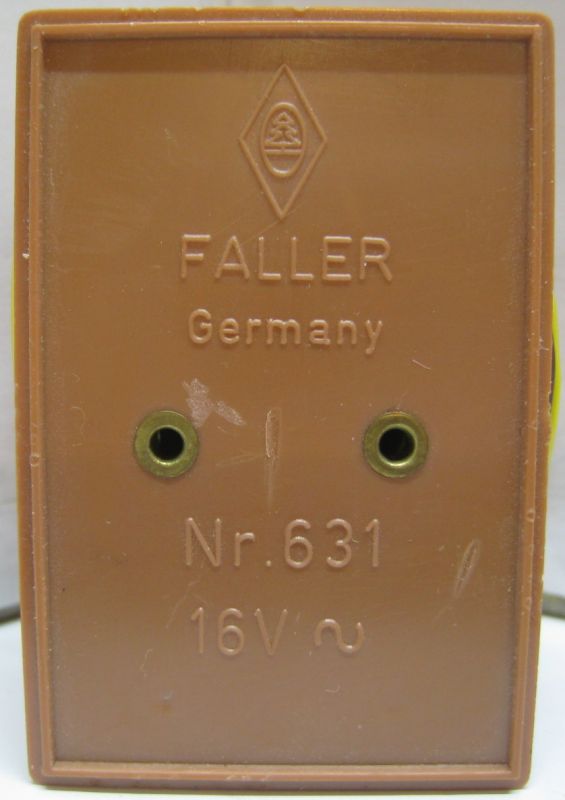 FALLER
Germany
Nr. 631
16V ~